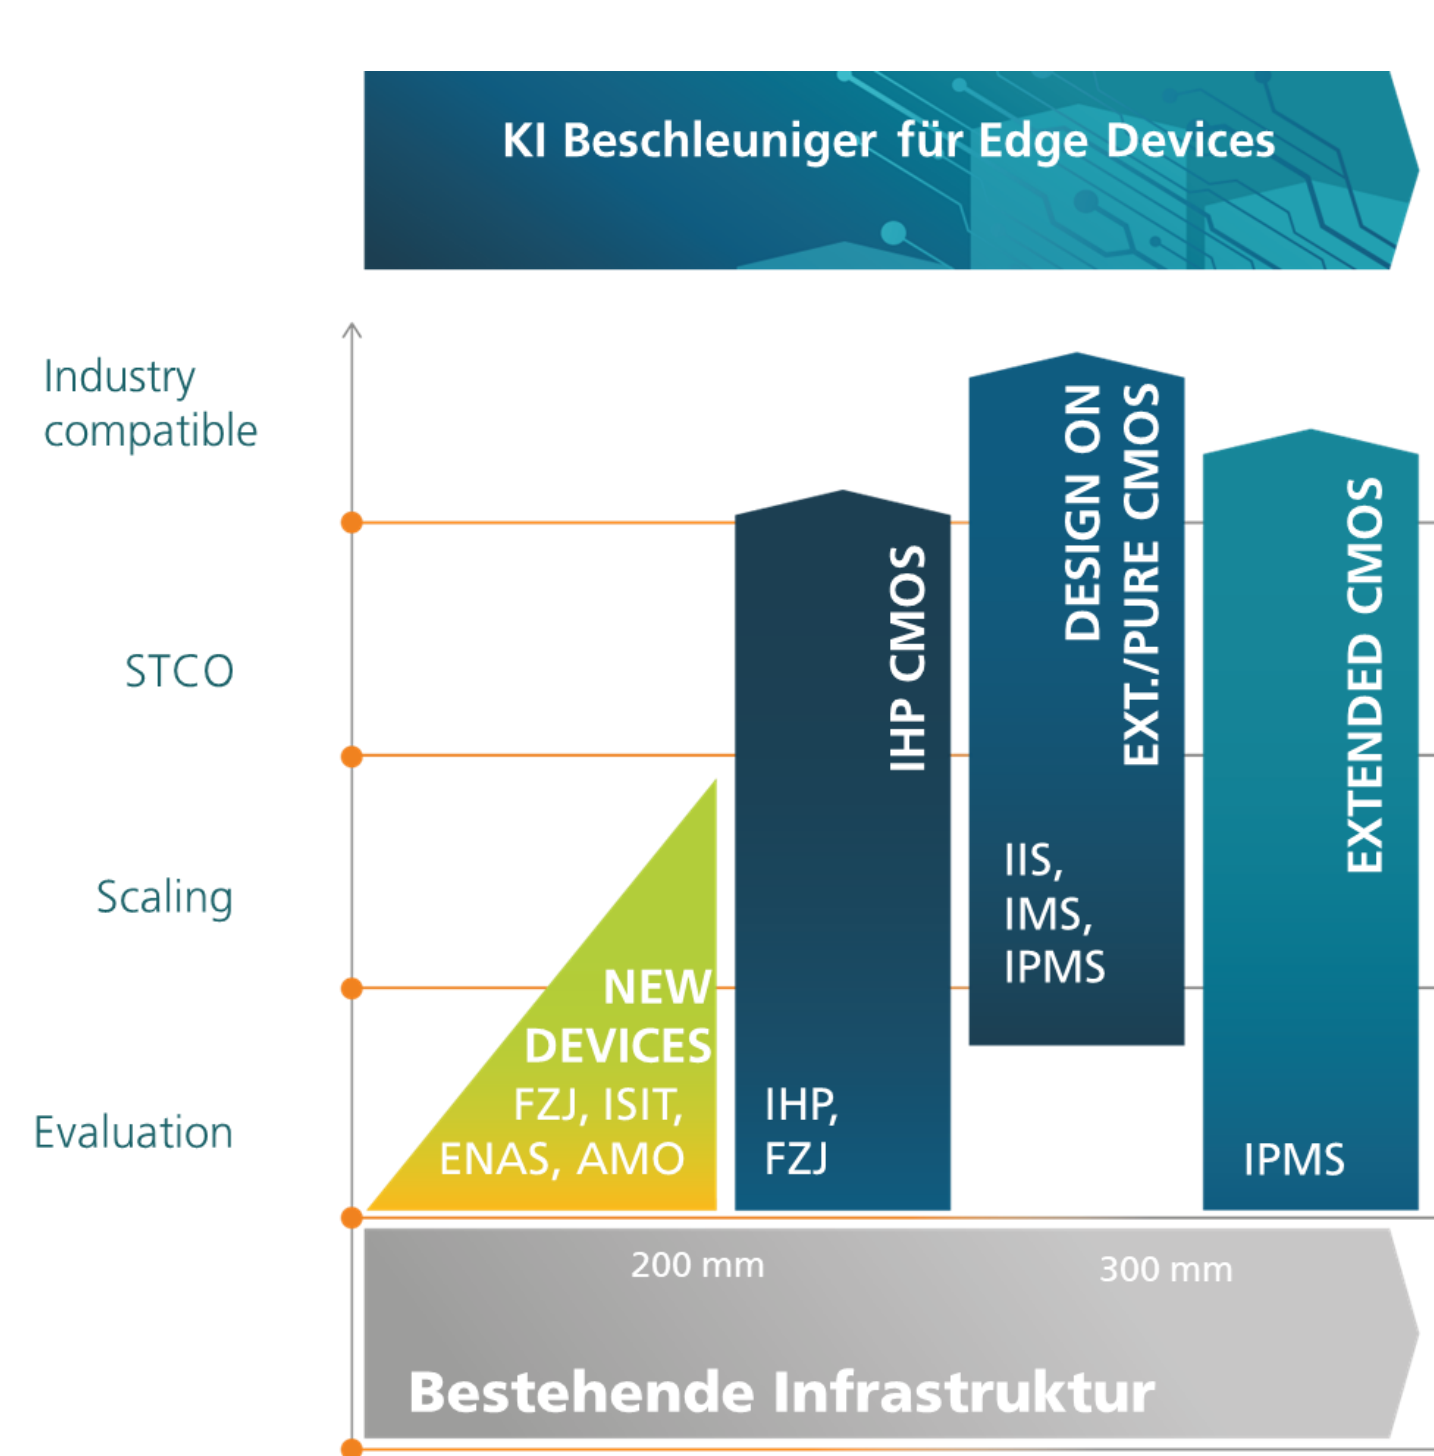 KI Beschleuniger für Edge Devices
Industry
compatible
STCO
Scaling
Evaluation
NEW
DEVICES
FZJ, ISIT,
ENAS, AMO
IHP CMOS
IHP,
FZJ
DESIGN ON
EXT./PURE CMOS
IIS,
IMS,
IPMS
EXTENDED CMOS
IPMS
200 mm
300 mm
Bestehende Infrastruktur